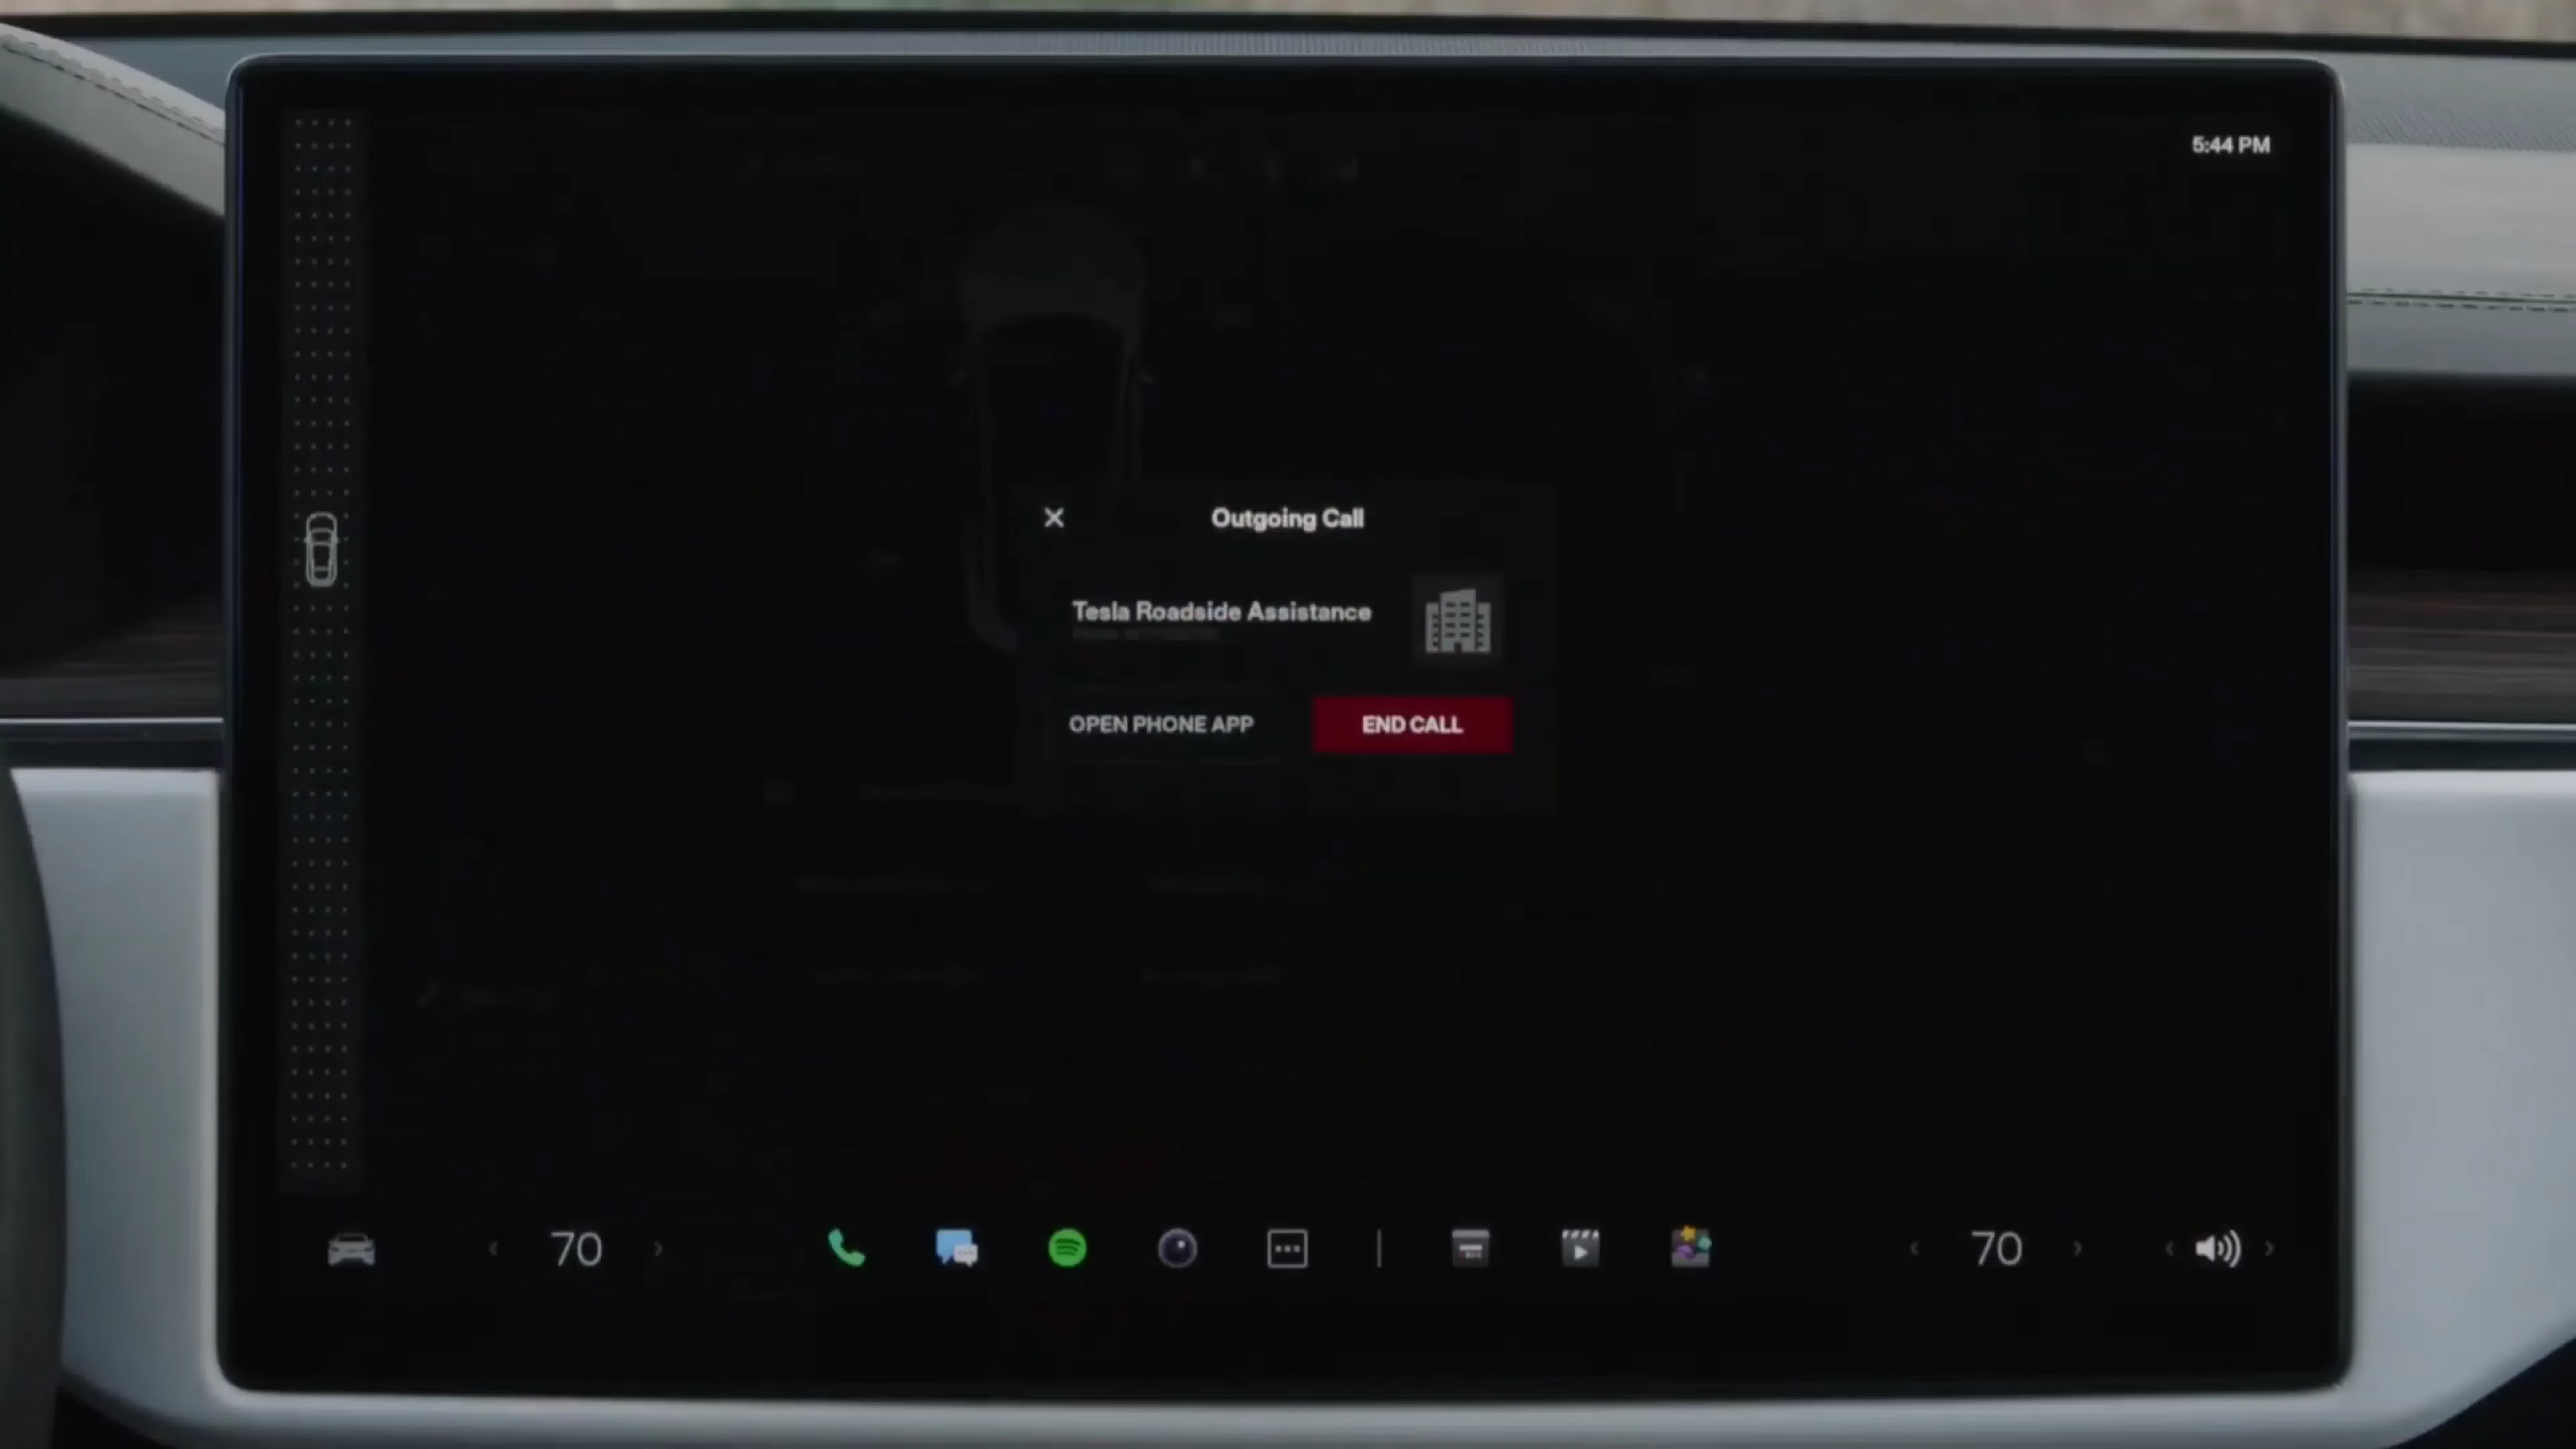 5:44 PM
Outgoing Call
Tesla Roadside Assistance
OPEN PHONE APP
END CALL
70
70